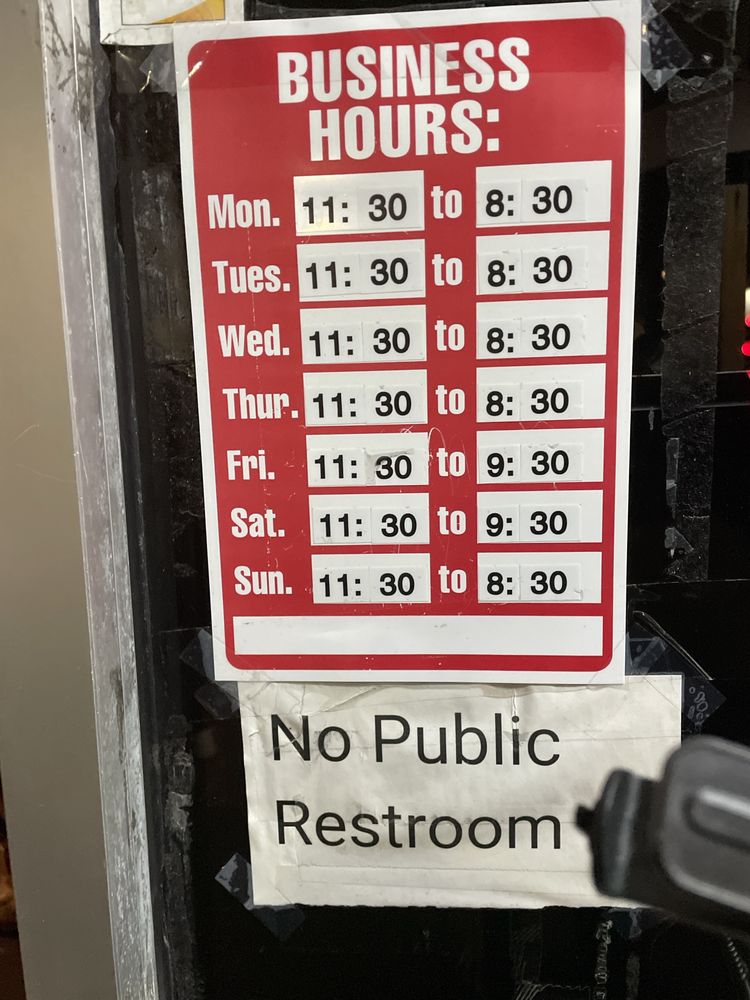 BUSINESS
HOURS:
Mon. 11: 30 to 8: 30
Tues. 11: 30 to 8: 30
Wed. 11: 30 to 8: 30
Thur. 11: 30 to 8: 30
Fri. 11: 30 to 9: 30
Sat. 11: 30 to 9: 30
Sun. 11: 30 to 8: 30
No Public
Restroom